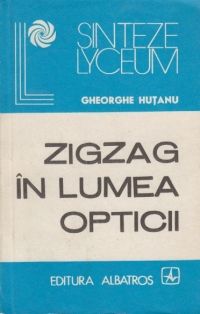 SINTEZE
LYCEUM
GHEORGHE HUȚANU
ZIGZAG
ÎN LUMEA
OPTICII
EDITURA ALBATROS